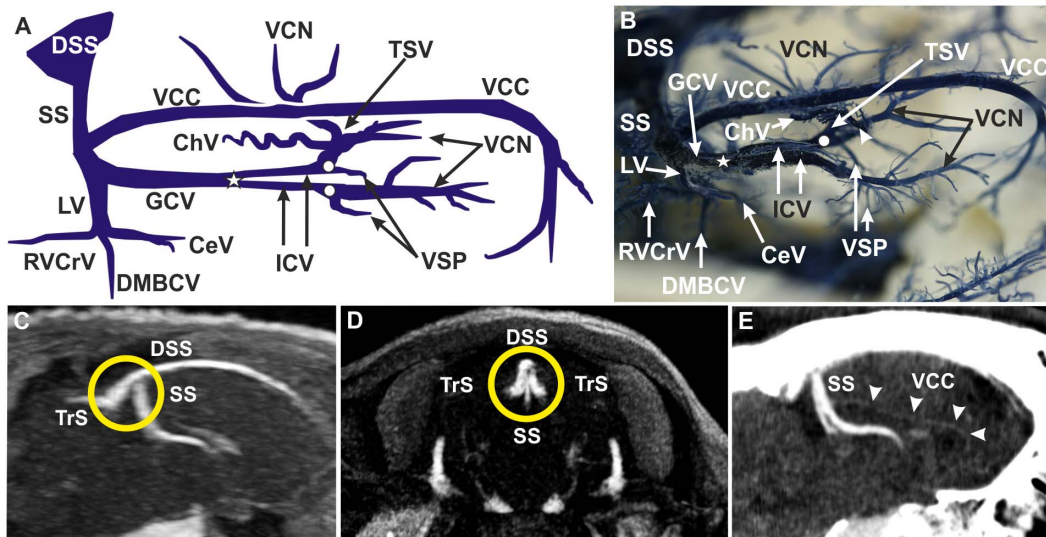 A
DSS
VCN
TSV
SS
VCC
VCC
ChV
VCN
LV
GCV
CeV
RVCrV
ICV
VSP
DMBCV
B
DSS
VCN
TSV
GCV
VCC
VCC
SS
ChV
VCN
LV
ICV
RVCrV
CeV
VSP
DMBCV
C
DSS
SS
TrS
D
DSS
TrS
TrS
SS
E
SS
VCC